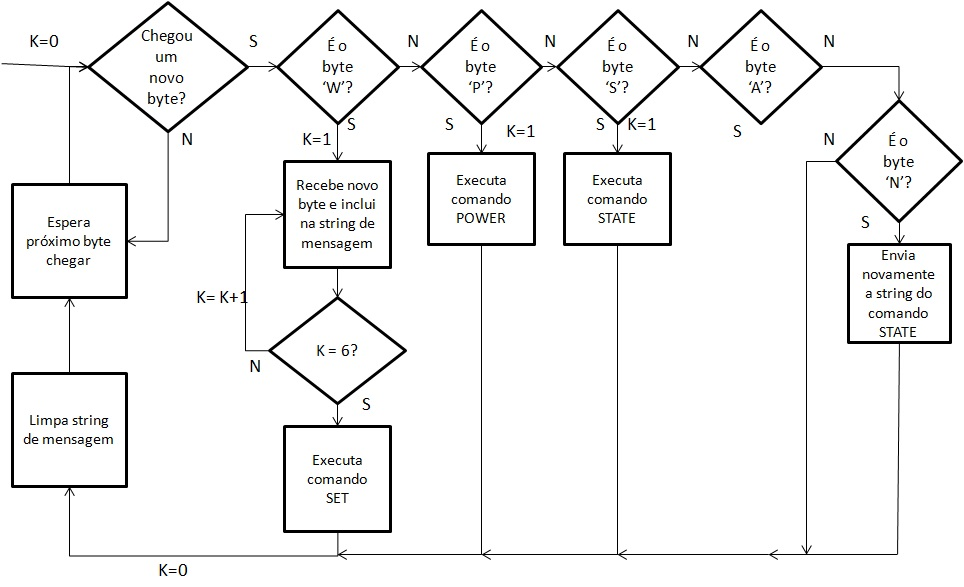 K=0
Chegou
um
novo
byte?
S
N
É o
byte
‘W’?
N
S
K=1
É o
byte
‘P’?
N
S
K=1
É o
byte
‘S’?
N
S
K=1
É o
byte
‘A’?
N
S
É o
byte
‘N’?
N
S
Espera
próximo byte
chegar
Recebe novo
byte e inclui
na string de
mensagem
Executa
comando
POWER
Executa
comando
STATE
Envia
novamente
a string do
comando
STATE
K= K+1
K = 6?
N
S
Limpa string
de mensagem
Executa
comando
SET
K=0